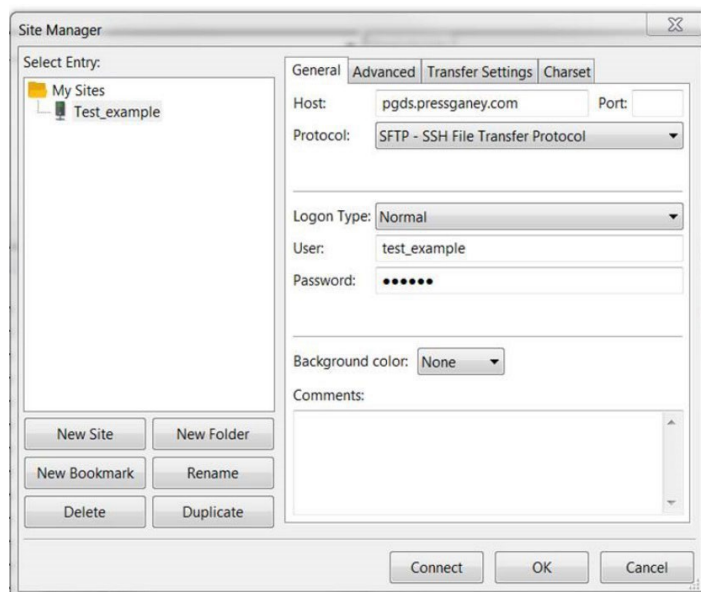 Site Manager
Select Entry:
My Sites
Test_example
New Site
New Folder
New Bookmark
Rename
Delete
Duplicate
General
Advanced
Transfer Settings
Charset
Host:
pgds.pressganey.com
Port:
Protocol:
SFTP - SSH File Transfer Protocol
Logon Type:
Normal
User:
test_example
Password:
●●●●●●
Background color:
None
Comments:
Connect
OK
Cancel